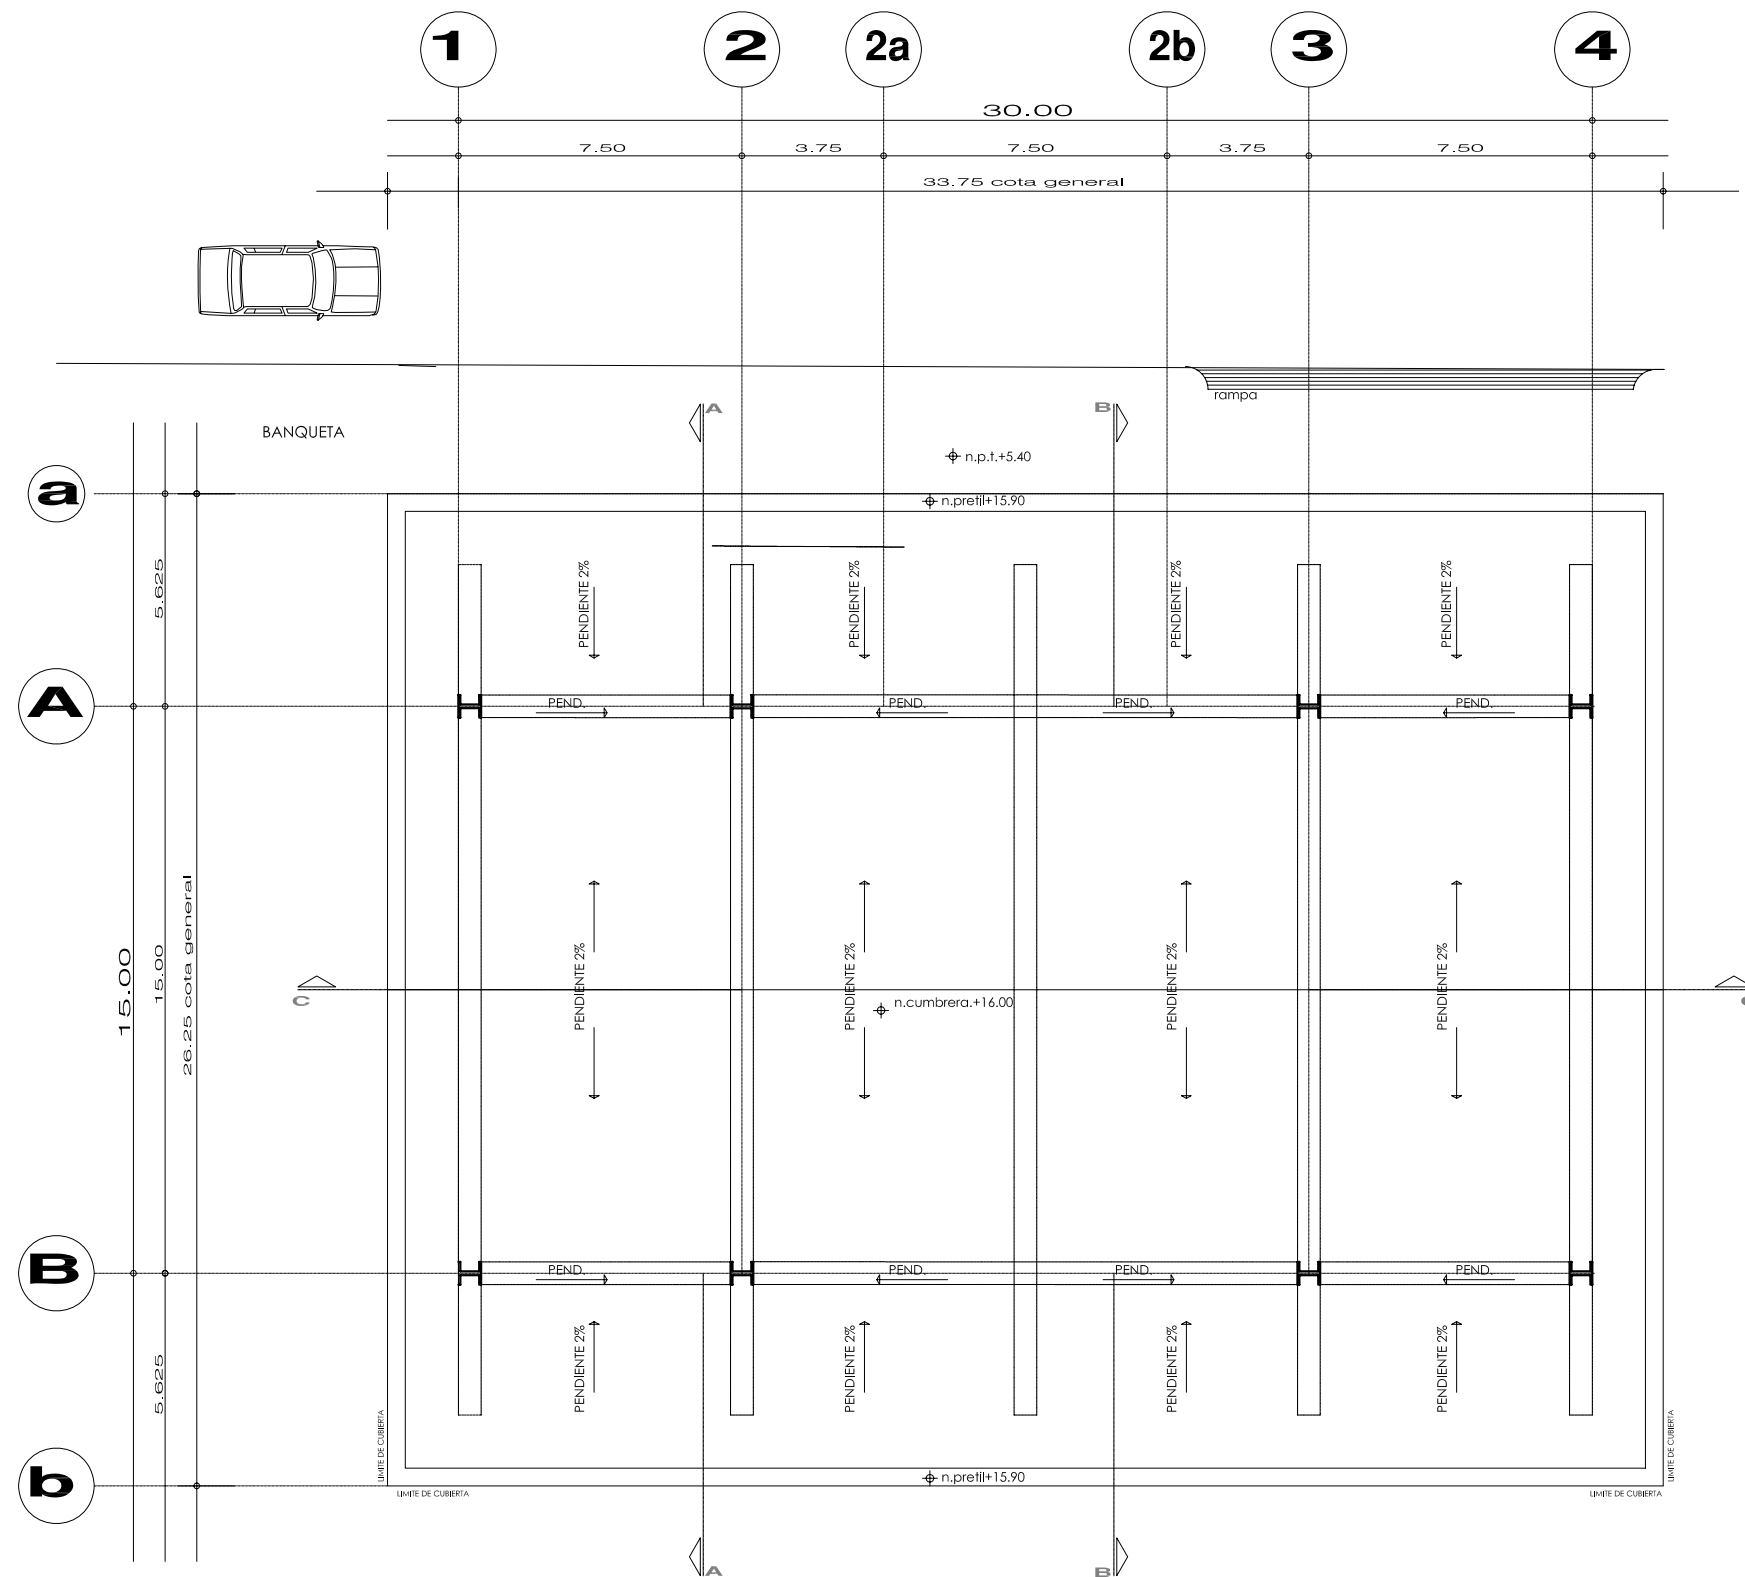 1 2 2a 2b 3 4
30.00
7.50 3.75 7.50 3.75 7.50
33.75 cota general
rampa
A B
BANQUETA
n.p.t.+5.40
a
n.pretil+15.90
5.625
PENDIENTE 2% PENDIENTE 2% PENDIENTE 2% PENDIENTE 2%
A
PEND. PEND. PEND. PEND.
15.00
15.00
26.25 cota general
PENDIENTE 2% PENDIENTE 2% PENDIENTE 2% PENDIENTE 2%
C
n.cumbrera.+16.00
B
PEND. PEND. PEND. PEND.
5.625
PENDIENTE 2% PENDIENTE 2% PENDIENTE 2% PENDIENTE 2%
LIMITE DE CUBIERTA
LIMITE DE CUBIERTA
n.pretil+15.90
b
LIMITE DE CUBIERTA
LIMITE DE CUBIERTA
A B